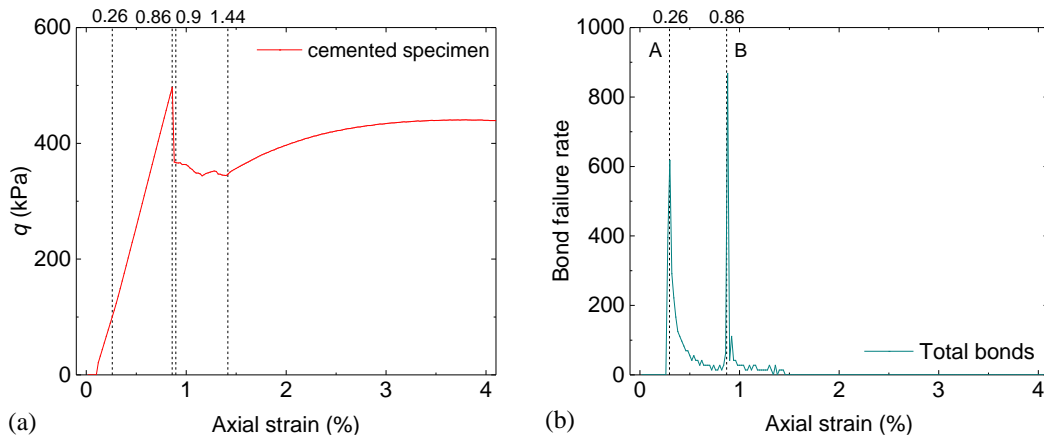 0.26 0.86 0.9 1.44
600
400
200
0
q (kPa)
cemented specimen
0 1 2 3 4
Axial strain (%)
(a)
0.26 0.86
1000
800
600
400
200
0
Bond failure rate
A B
Total bonds
0 1 2 3 4
Axial strain (%)
(b)